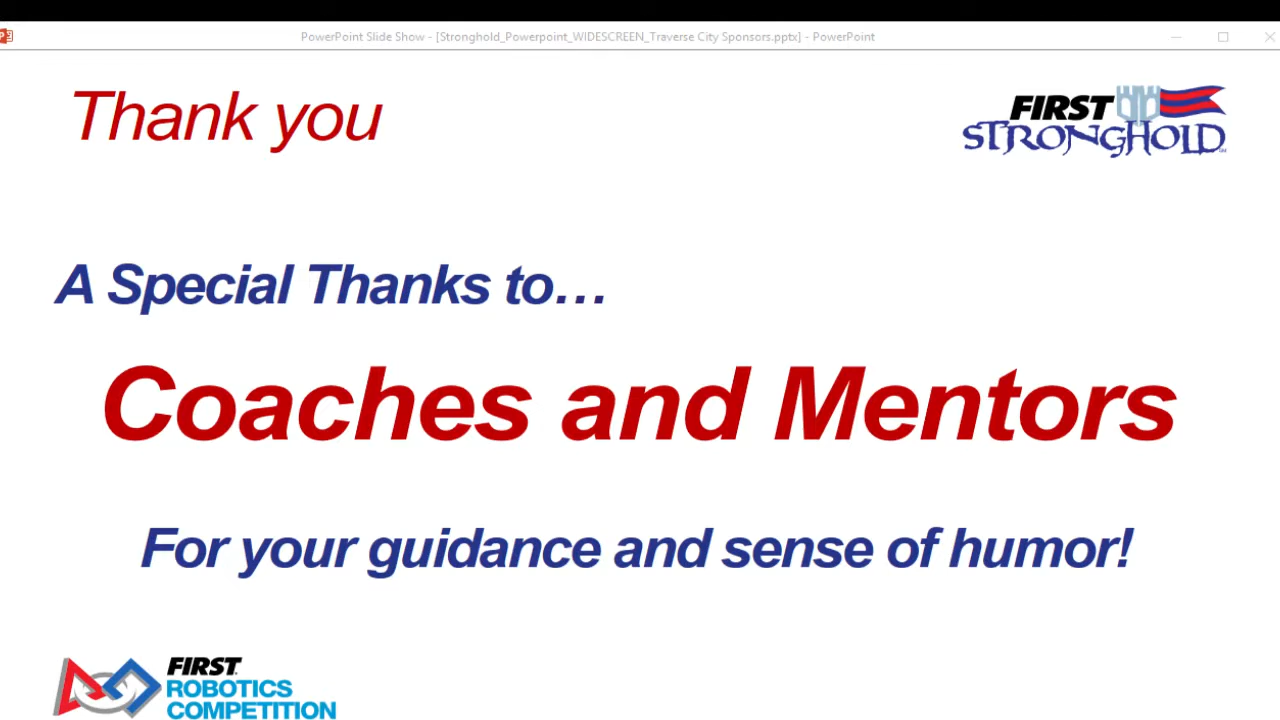 PowerPoint Slide Show - [Stronghold_Powerpoint_WIDESCREEN_Traverse City Sponsors.pptx] - PowerPoint
Thank you
FIRST
STRONGHOLD
A Special Thanks to…
Coaches and Mentors
For your guidance and sense of humor!
FIRST
ROBOTICS
COMPETITION